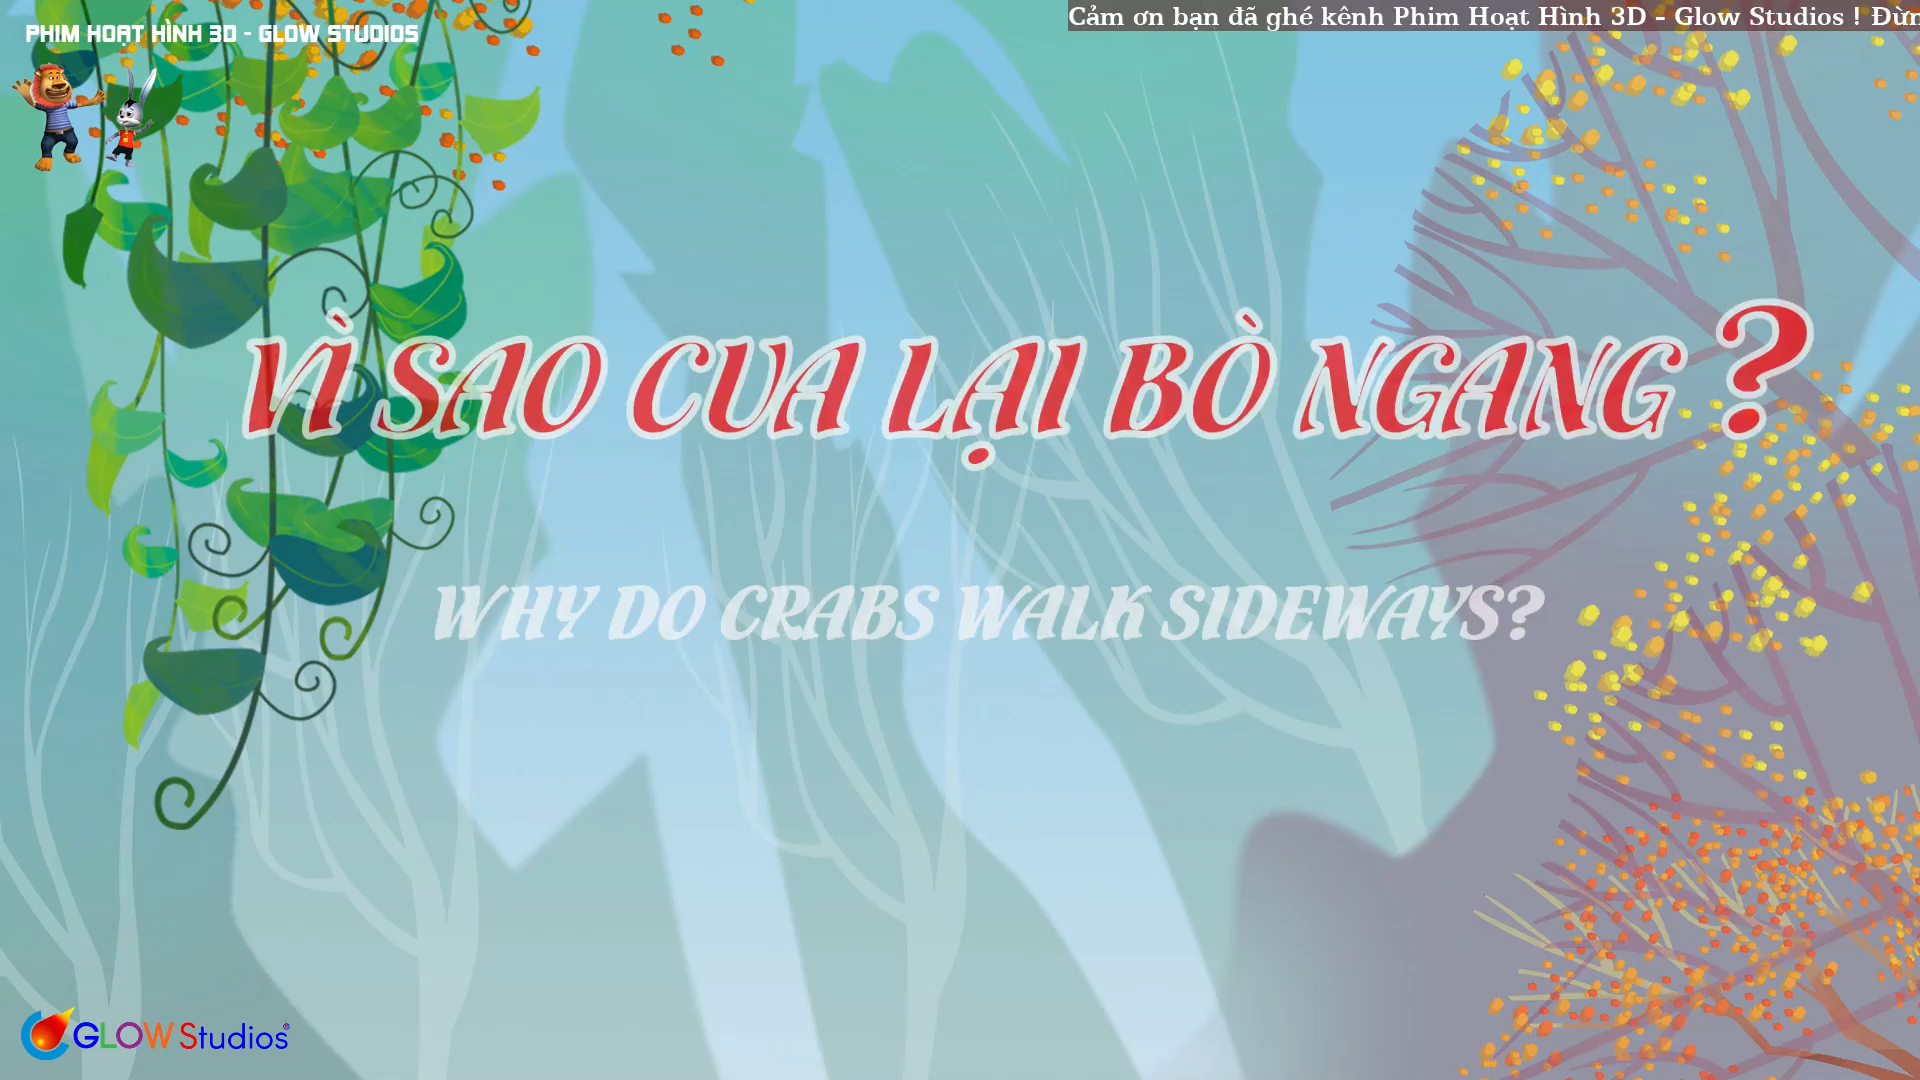 PHIM HOẠT HÌNH 3D - GLOW STUDIOS
Cảm ơn bạn đã ghé kênh Phim Hoạt Hình 3D - Glow Studios ! Đừn
VÌ SAO CUA LẠI BÒ NGANG ?
WHY DO CRABS WALK SIDEWAYS?
GLOW Studios®